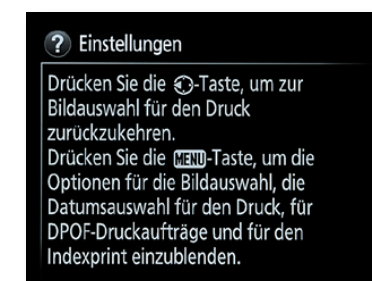 ? Einstellungen
Drücken Sie die -Taste, um zur
Bildauswahl für den Druck
zurückzukehren.
Drücken Sie die MENU-Taste, um die
Optionen für die Bildauswahl, die
Datumsauswahl für den Druck, für
DPOF-Druckaufträge und für den
Indexprint einzublenden.